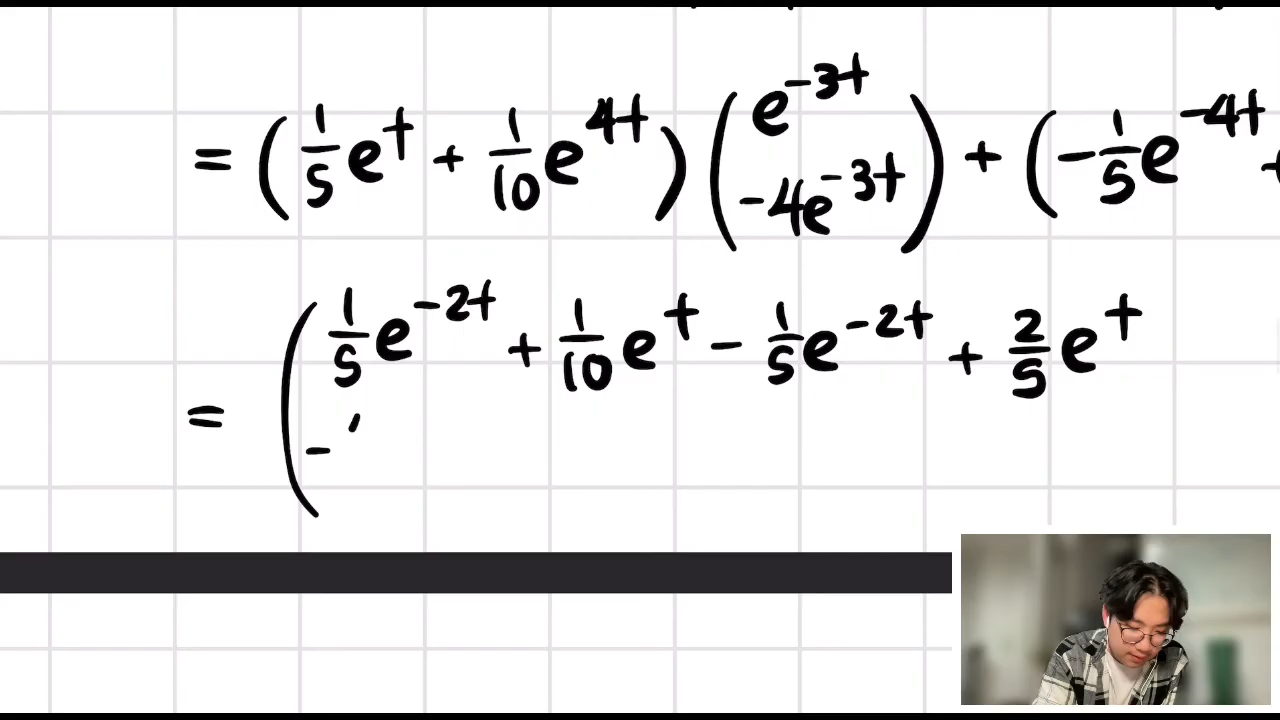 = (1/5 e^t + 1/10 e^{4t}) (e^{-3t} / -4e^{-3t}) + (-1/5 e^{-4t} +
= (1/5 e^{-2t} + 1/10 e^t - 1/5 e^{-2t} + 2/5 e^t
-